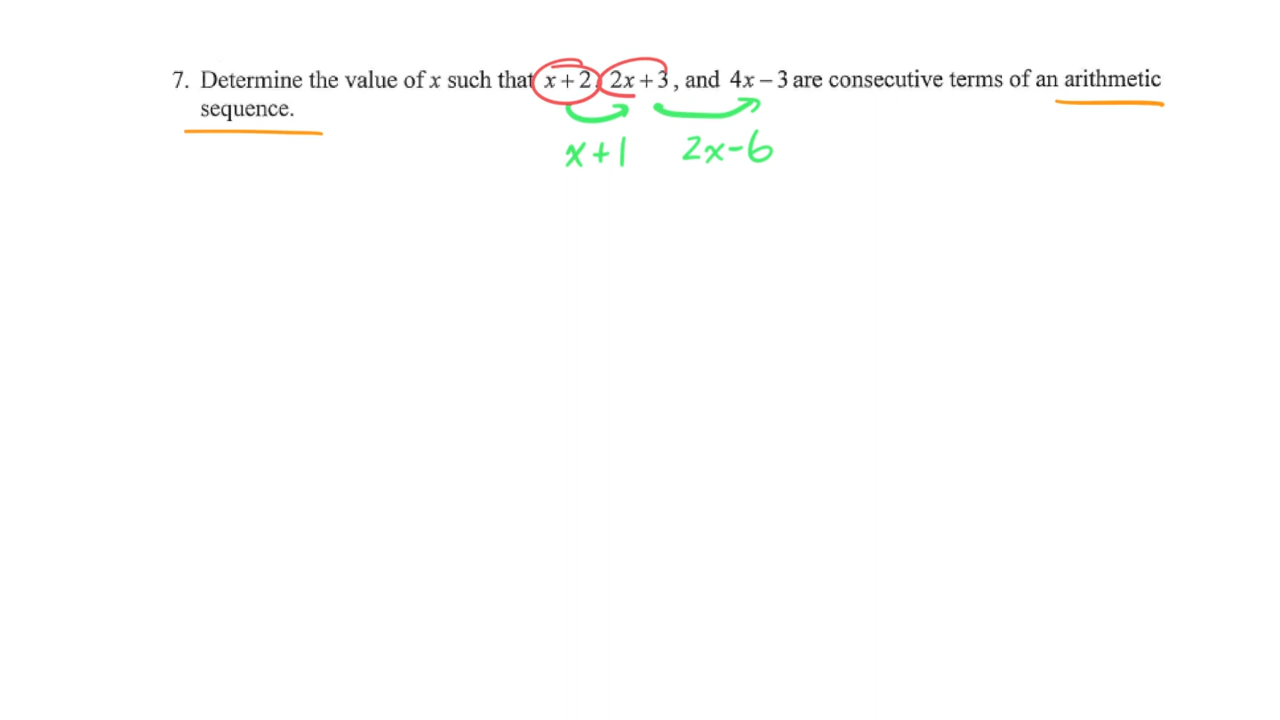 7. Determine the value of x such that x + 2, 2x + 3, and 4x − 3 are consecutive terms of an arithmetic
sequence.
x+1 2x-6